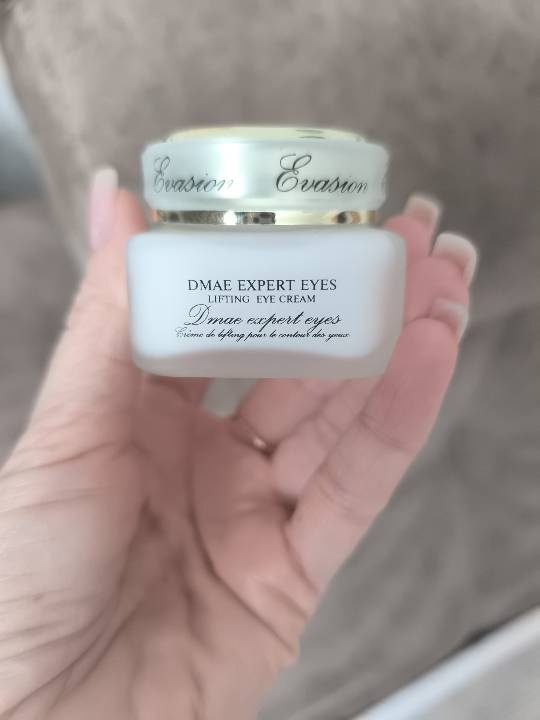 Evasion Evasion
DMAE EXPERT EYES
LIFTING EYE CREAM
Dmae expert eyes
Crème de lifting pour le contour des yeux